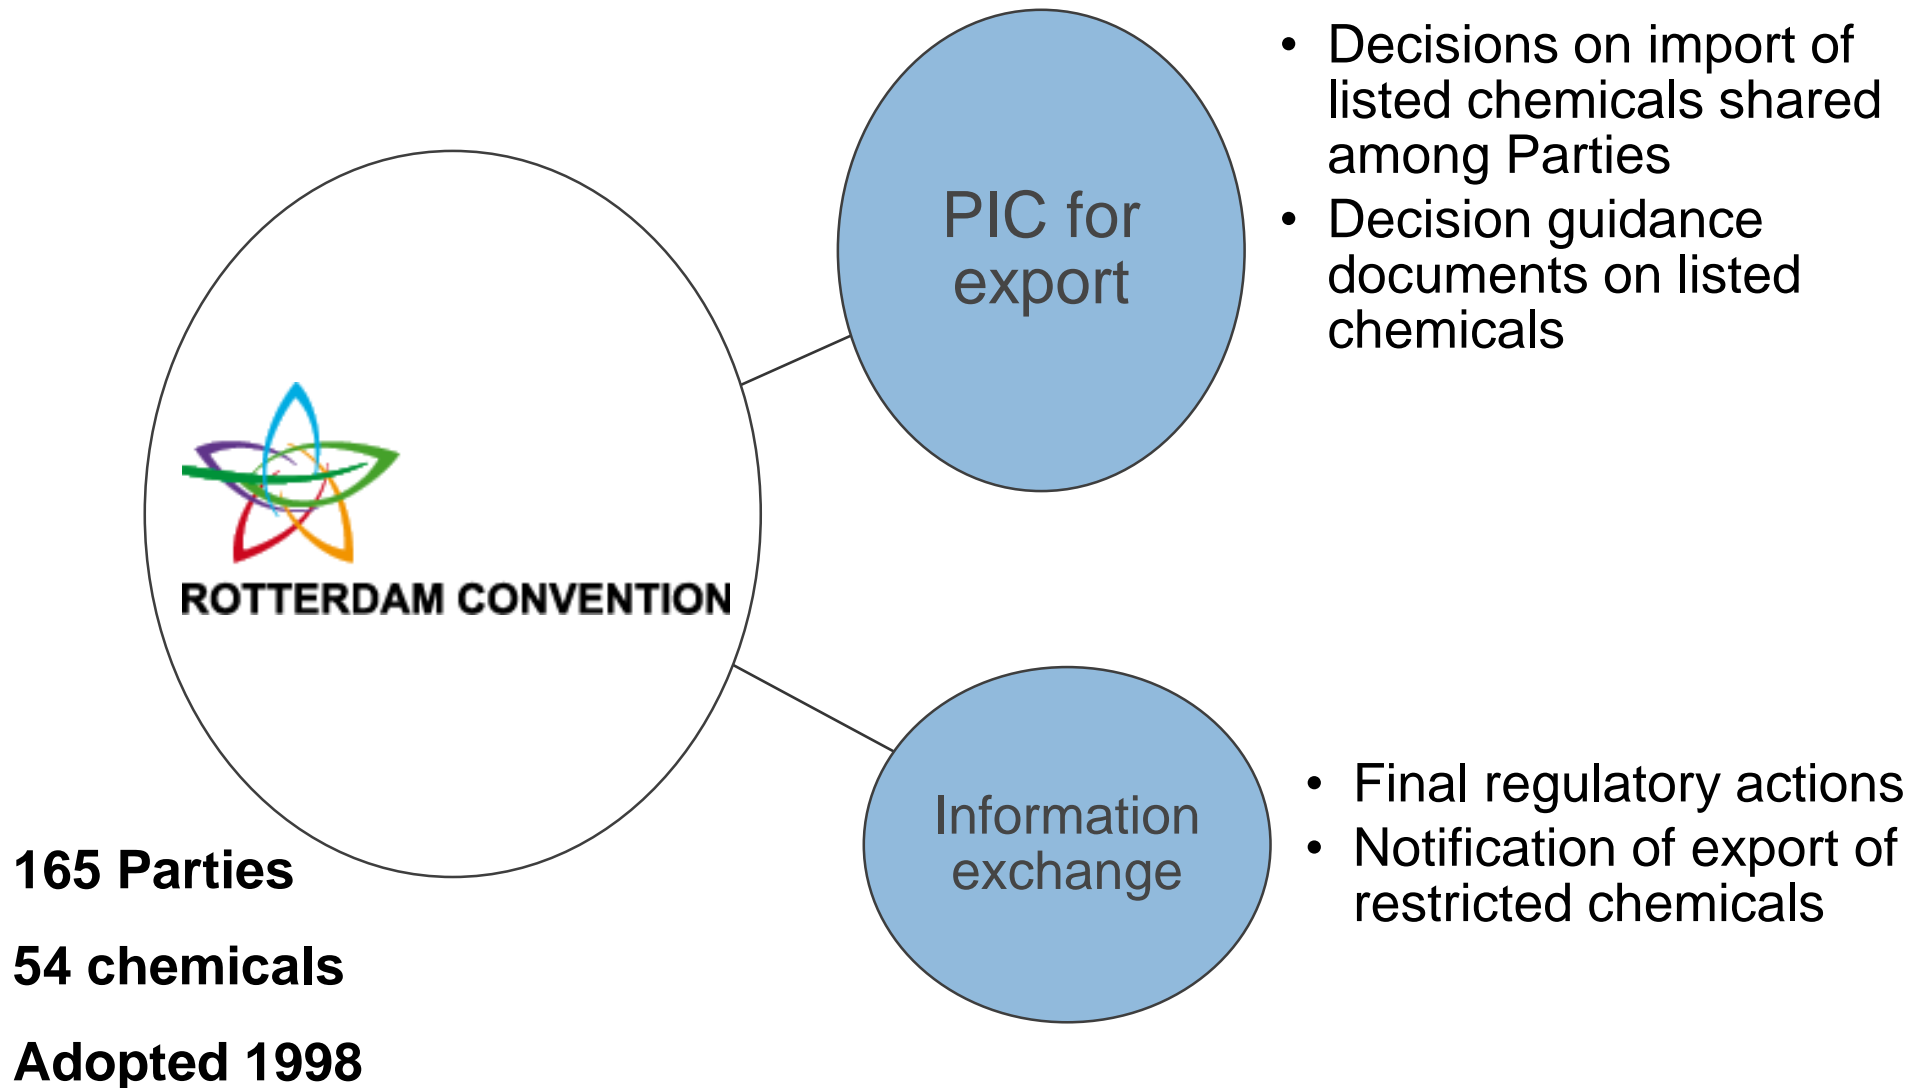 PIC for
export
• Decisions on import of
listed chemicals shared
among Parties
• Decision guidance
documents on listed
chemicals
ROTTERDAM CONVENTION
Information
exchange
• Final regulatory actions
• Notification of export of
restricted chemicals
165 Parties
54 chemicals
Adopted 1998